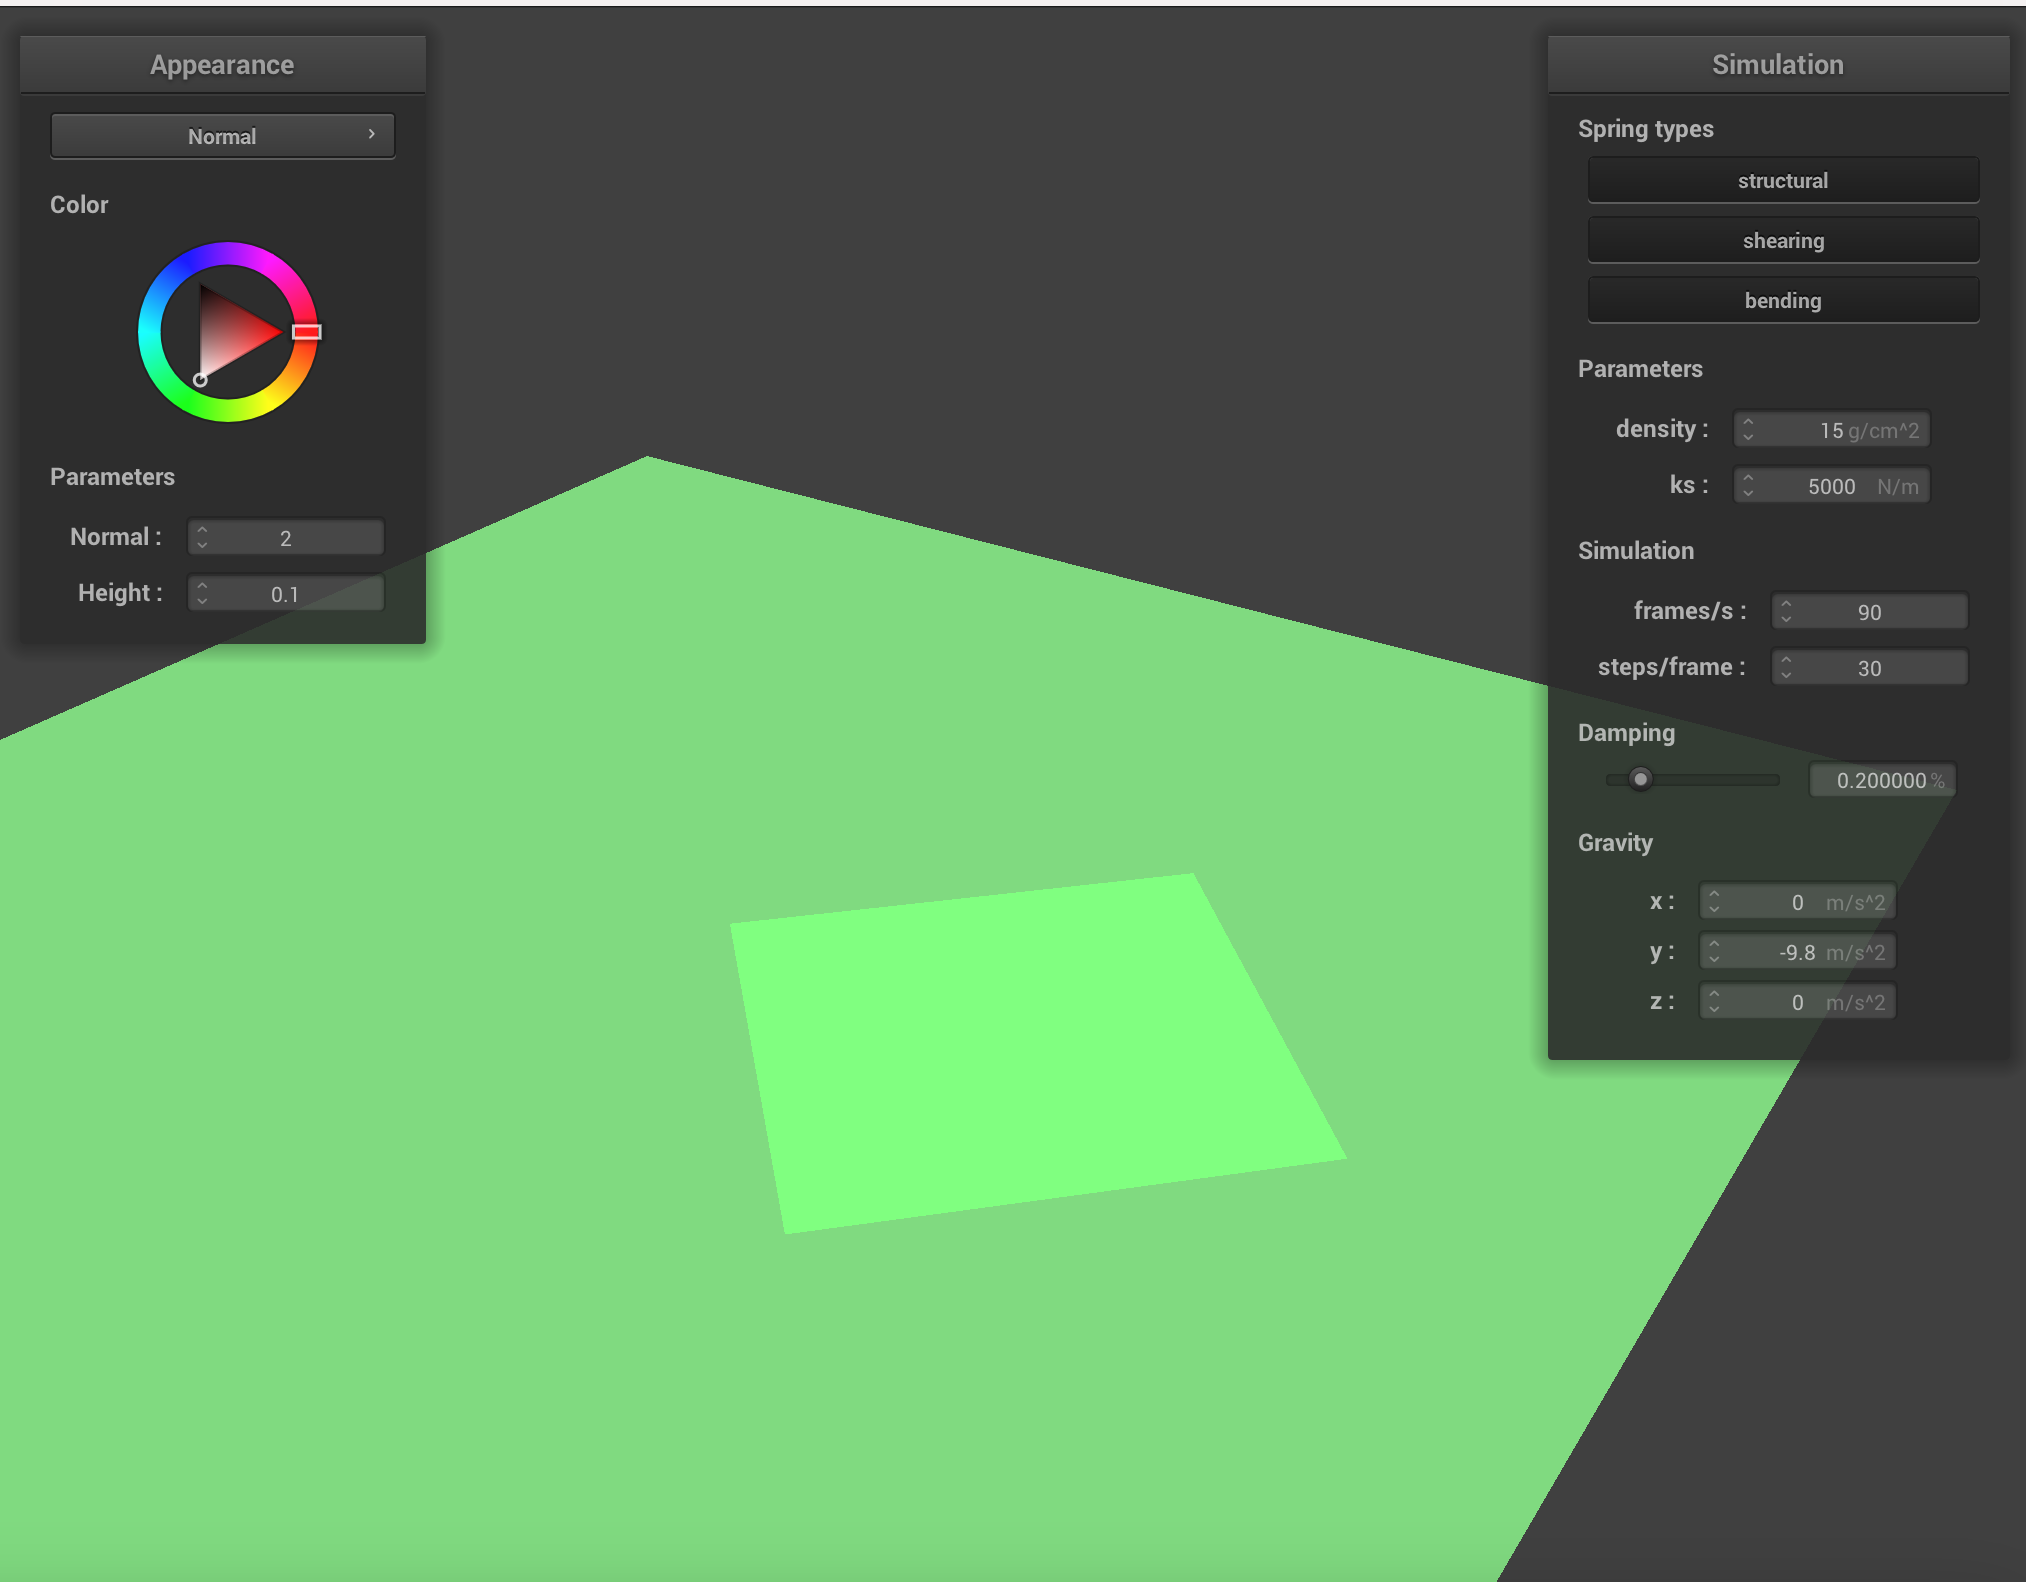 Appearance
Normal
Color
Parameters
Normal : 2
Height : 0.1
Simulation
Spring types
structural
shearing
bending
Parameters
density : 15 g/cm^2
ks : 5000 N/m
Simulation
frames/s : 90
steps/frame : 30
Damping
0.200000 %
Gravity
x : 0 m/s^2
y : -9.8 m/s^2
z : 0 m/s^2